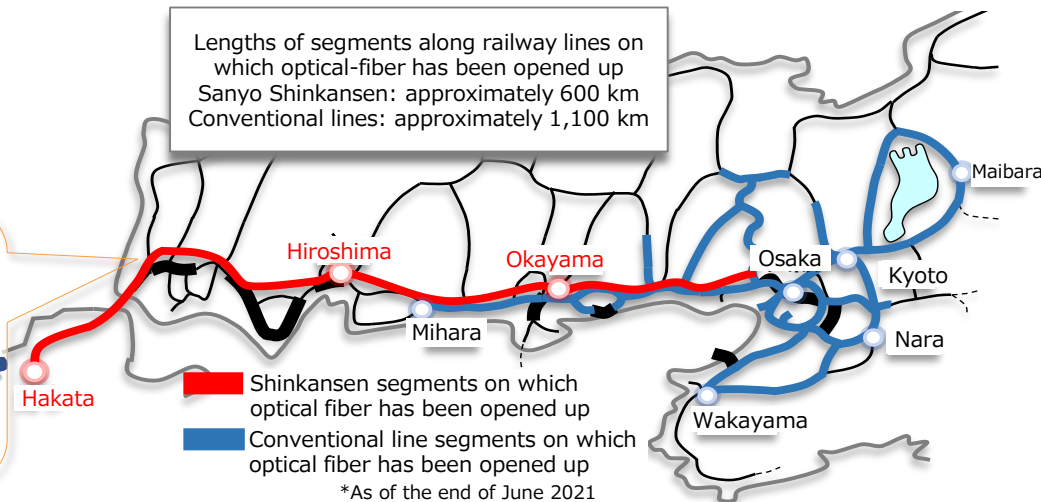 Lengths of segments along railway lines on
which optical-fiber has been opened up
Sanyo Shinkansen: approximately 600 km
Conventional lines: approximately 1,100 km
Maibara
Hiroshima
Okayama
Osaka
Kyoto
Mihara
Nara
Hakata
Wakayama
Shinkansen segments on which
optical fiber has been opened up
Conventional line segments on which
optical fiber has been opened up
*As of the end of June 2021